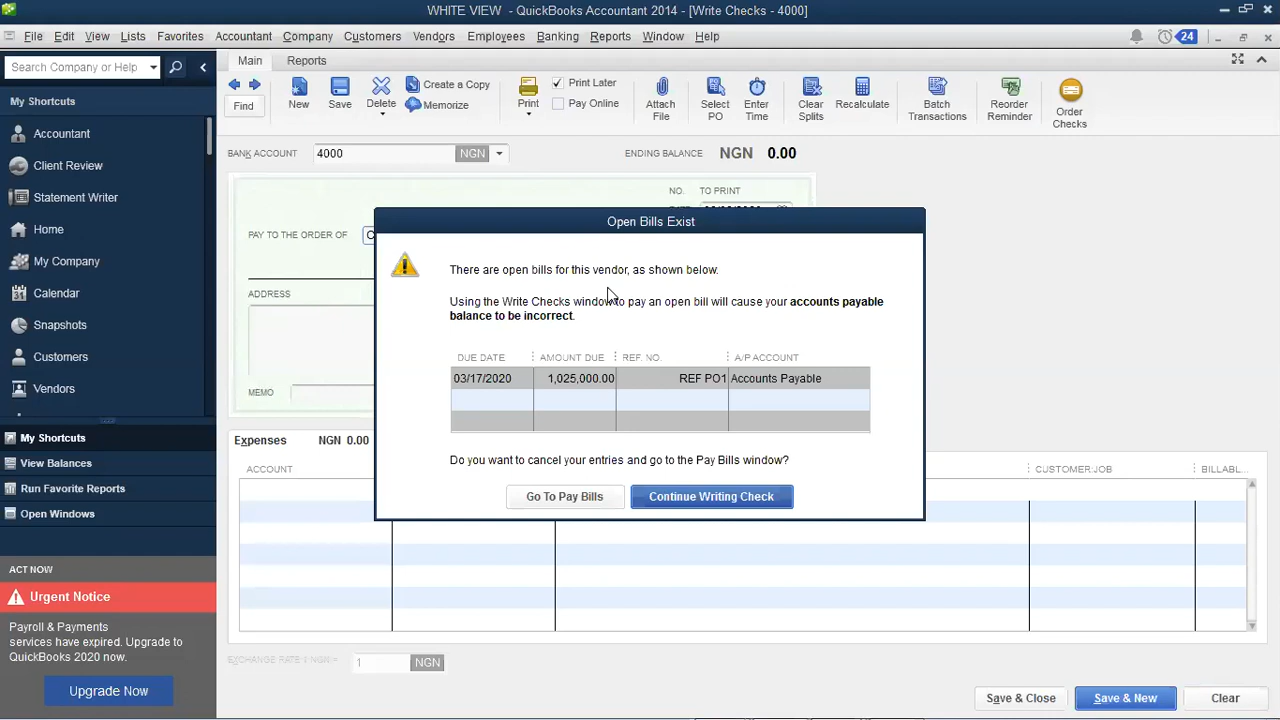 WHITE VIEW - QuickBooks Accountant 2014 - [Write Checks - 4000]
File Edit View Lists Favorites Accountant Company Customers Vendors Employees Banking Reports Window Help 24
Search Company or Help
My Shortcuts
Accountant
Client Review
Statement Writer
Home
My Company
Calendar
Snapshots
Customers
Vendors
My Shortcuts
View Balances
Run Favorite Reports
Open Windows
ACT NOW
Urgent Notice
Payroll & Payments
services have expired. Upgrade to
QuickBooks 2020 now.
Upgrade Now
Main Reports
Find
New
Save
Delete
Create a Copy
Memorize
Print
Print Later
Pay Online
Attach
File
Select
PO
Enter
Time
Clear
Splits
Recalculate
Batch
Transactions
Reorder
Reminder
Order
Checks
BANK ACCOUNT 4000 NGN ENDING BALANCE NGN 0.00
NO. TO PRINT
PAY TO THE ORDER OF
ADDRESS
MEMO
Open Bills Exist
There are open bills for this vendor, as shown below.
Using the Write Checks window to pay an open bill will cause your accounts payable
balance to be incorrect.
DUE DATE AMOUNT DUE REF. NO. A/P ACCOUNT
03/17/2020 1,025,000.00 REF PO1 Accounts Payable
Do you want to cancel your entries and go to the Pay Bills window?
Go To Pay Bills Continue Writing Check
Expenses NGN 0.00
ACCOUNT CUSTOMER:JOB BILLABL...
1 NGN
Save & Close Save & New Clear